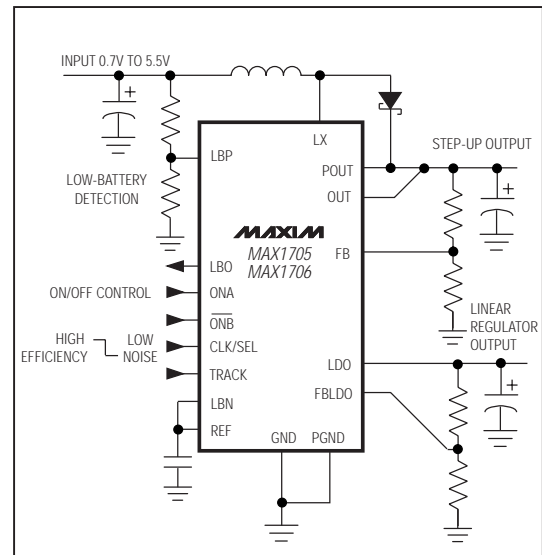 INPUT 0.7V TO 5.5V
+
LX
LBP
POUT
STEP-UP OUTPUT
OUT
+
LOW-BATTERY
DETECTION
MAXIM
MAX1705
MAX1706
FB
LBO
ON/OFF CONTROL
ONA
ONB
HIGH
EFFICIENCY
LOW
NOISE
CLK/SEL
TRACK
LINEAR
REGULATOR
OUTPUT
LDO
+
FBLDO
LBN
REF
GND
PGND